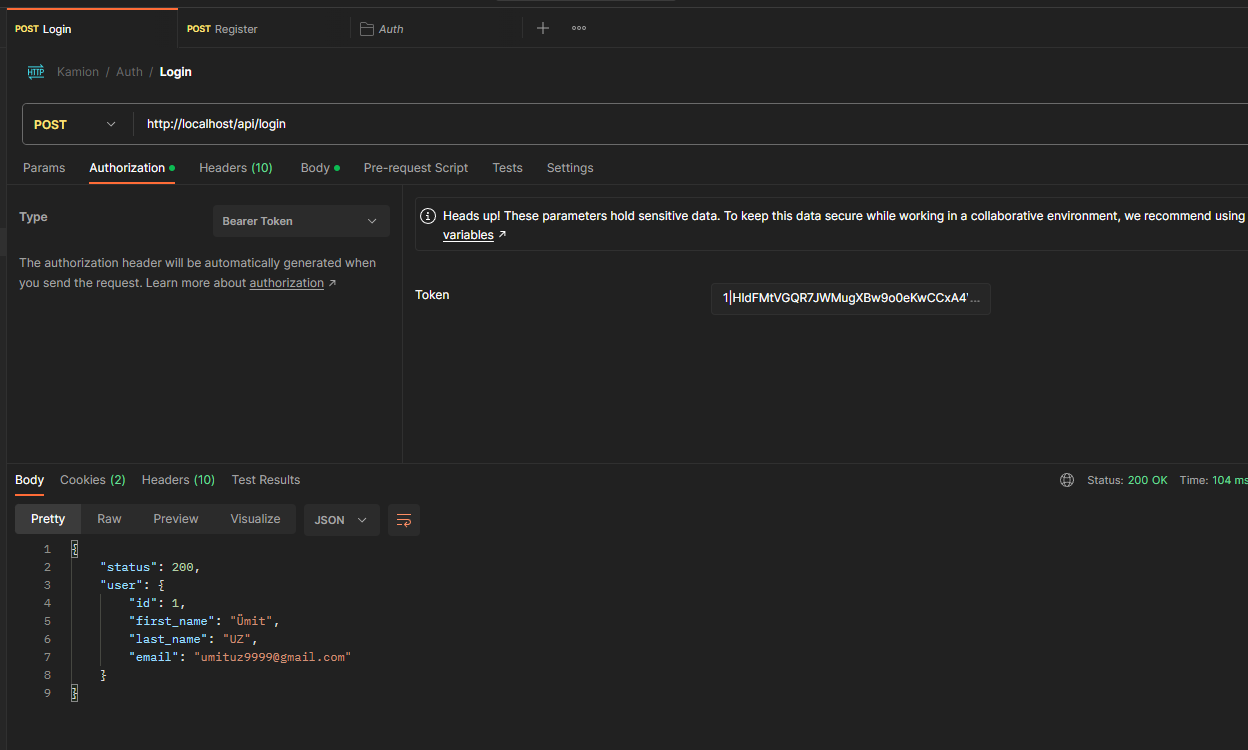 POST Login
POST Register
Auth
HTTP Kamion / Auth / Login
POST
http://localhost/api/login
Params Authorization Headers (10) Body Pre-request Script Tests Settings
Type
Bearer Token
The authorization header will be automatically generated when
you send the request. Learn more about authorization ↗
Heads up! These parameters hold sensitive data. To keep this data secure while working in a collaborative environment, we recommend using
variables ↗
Token
1|HIdFMtVGQR7JWMugXBw9o0eKwCCxA4...
Body Cookies (2) Headers (10) Test Results
Status: 200 OK Time: 104 ms
Pretty Raw Preview Visualize JSON
1 {
2 "status": 200,
3 "user": {
4 "id": 1,
5 "first_name": "Ümit",
6 "last_name": "UZ",
7 "email": "umituz9999@gmail.com"
8 }
9 }